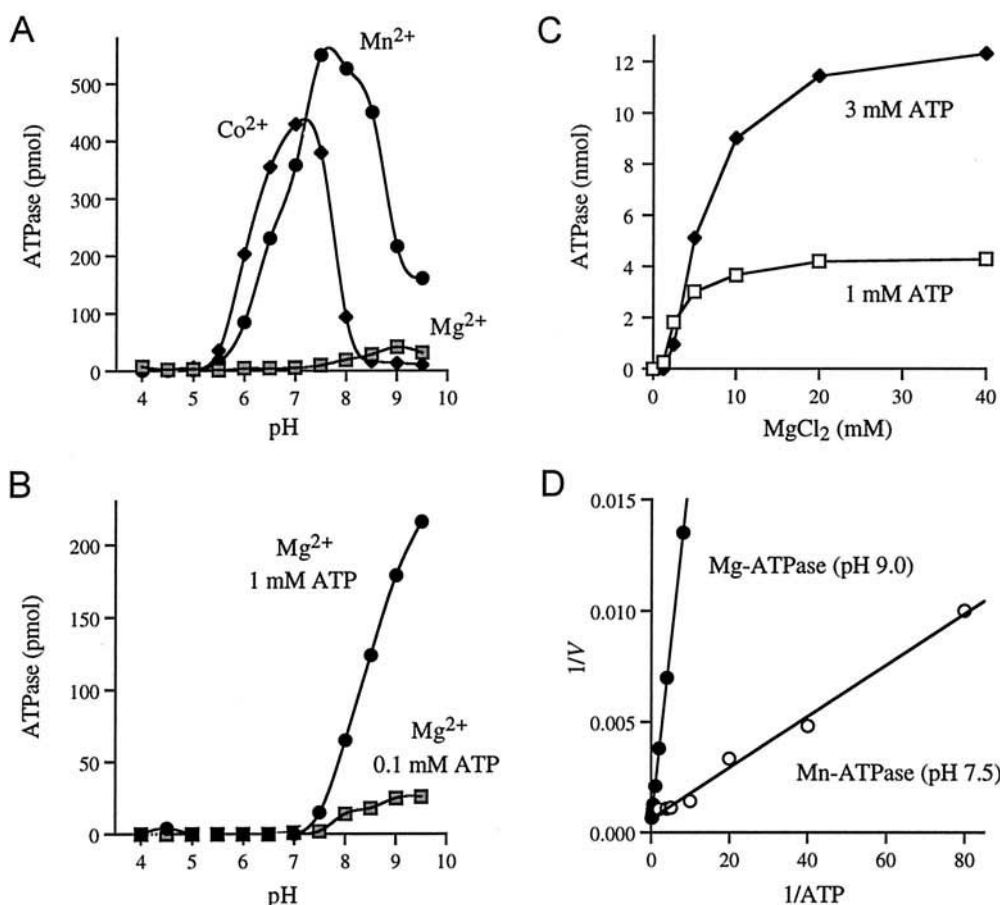 A
ATPase (pmol)
500
400
300
200
100
0
Mn2+
Co2+
Mg2+
4 5 6 7 8 9 10
pH
B
ATPase (pmol)
200
150
100
50
0
Mg2+
1 mM ATP
Mg2+
0.1 mM ATP
4 5 6 7 8 9 10
pH
C
ATPase (nmol)
12
10
8
6
4
2
0
3 mM ATP
1 mM ATP
0 10 20 30 40
MgCl2 (mM)
D
1/V
0.015
0.010
0.005
0.000
Mg-ATPase (pH 9.0)
Mn-ATPase (pH 7.5)
0 20 40 60 80
1/ATP